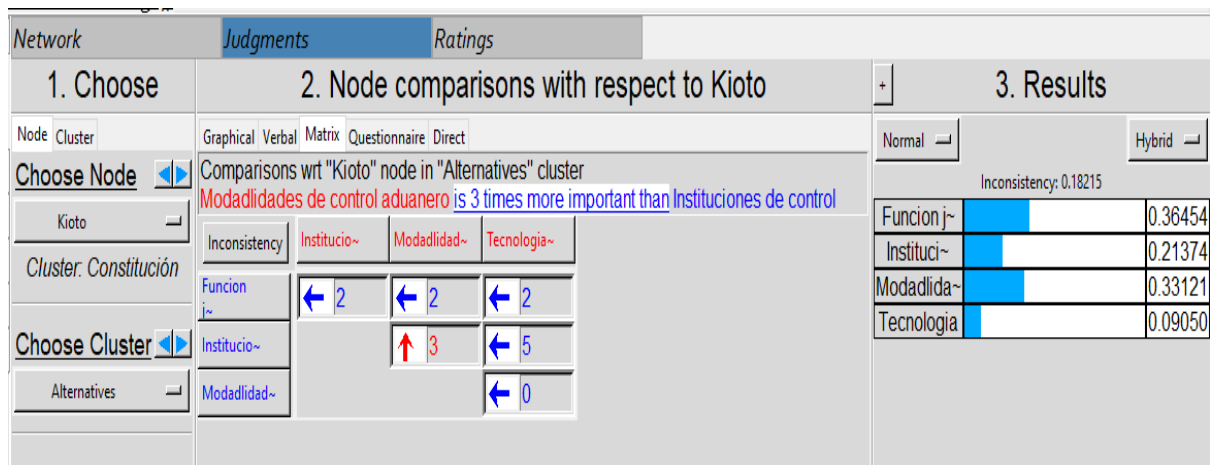 Network Judgments Ratings
1. Choose
2. Node comparisons with respect to Kioto
+ 3. Results
Node Cluster
Graphical Verbal Matrix Questionnaire Direct
Normal Hybrid
Choose Node
Comparisons wrt "Kioto" node in "Alternatives" cluster
Modadlidades de control aduanero is 3 times more important than Instituciones de control
Inconsistency: 0.18215
Kioto
Cluster: Constitución
Choose Cluster
Alternatives
Inconsistency Institucio~ Modadlidad~ Tecnologia~
Funcion
j~ 2 2 2
Institucio~ 3 5
Modadlidad~ 0
Funcion j~ 0.36454
Instituci~ 0.21374
Modadlida~ 0.33121
Tecnologia 0.09050